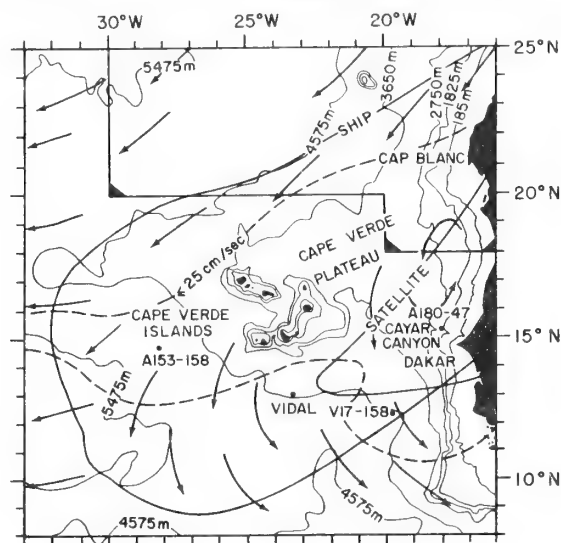 30°W 25°W 20°W
25°N
5475m
3650m
2750m
1825m
185m
4575m
SHIP
CAP BLANC
20°N
CAPE VERDE
PLATEAU
25 cm/sec
SATELLITE
CAPE VERDE
ISLANDS
A153-158
A180-47
CAYAR
CANYON
DAKAR
15°N
5475m
VIDAL
V17-158
10°N
4575m
4575m